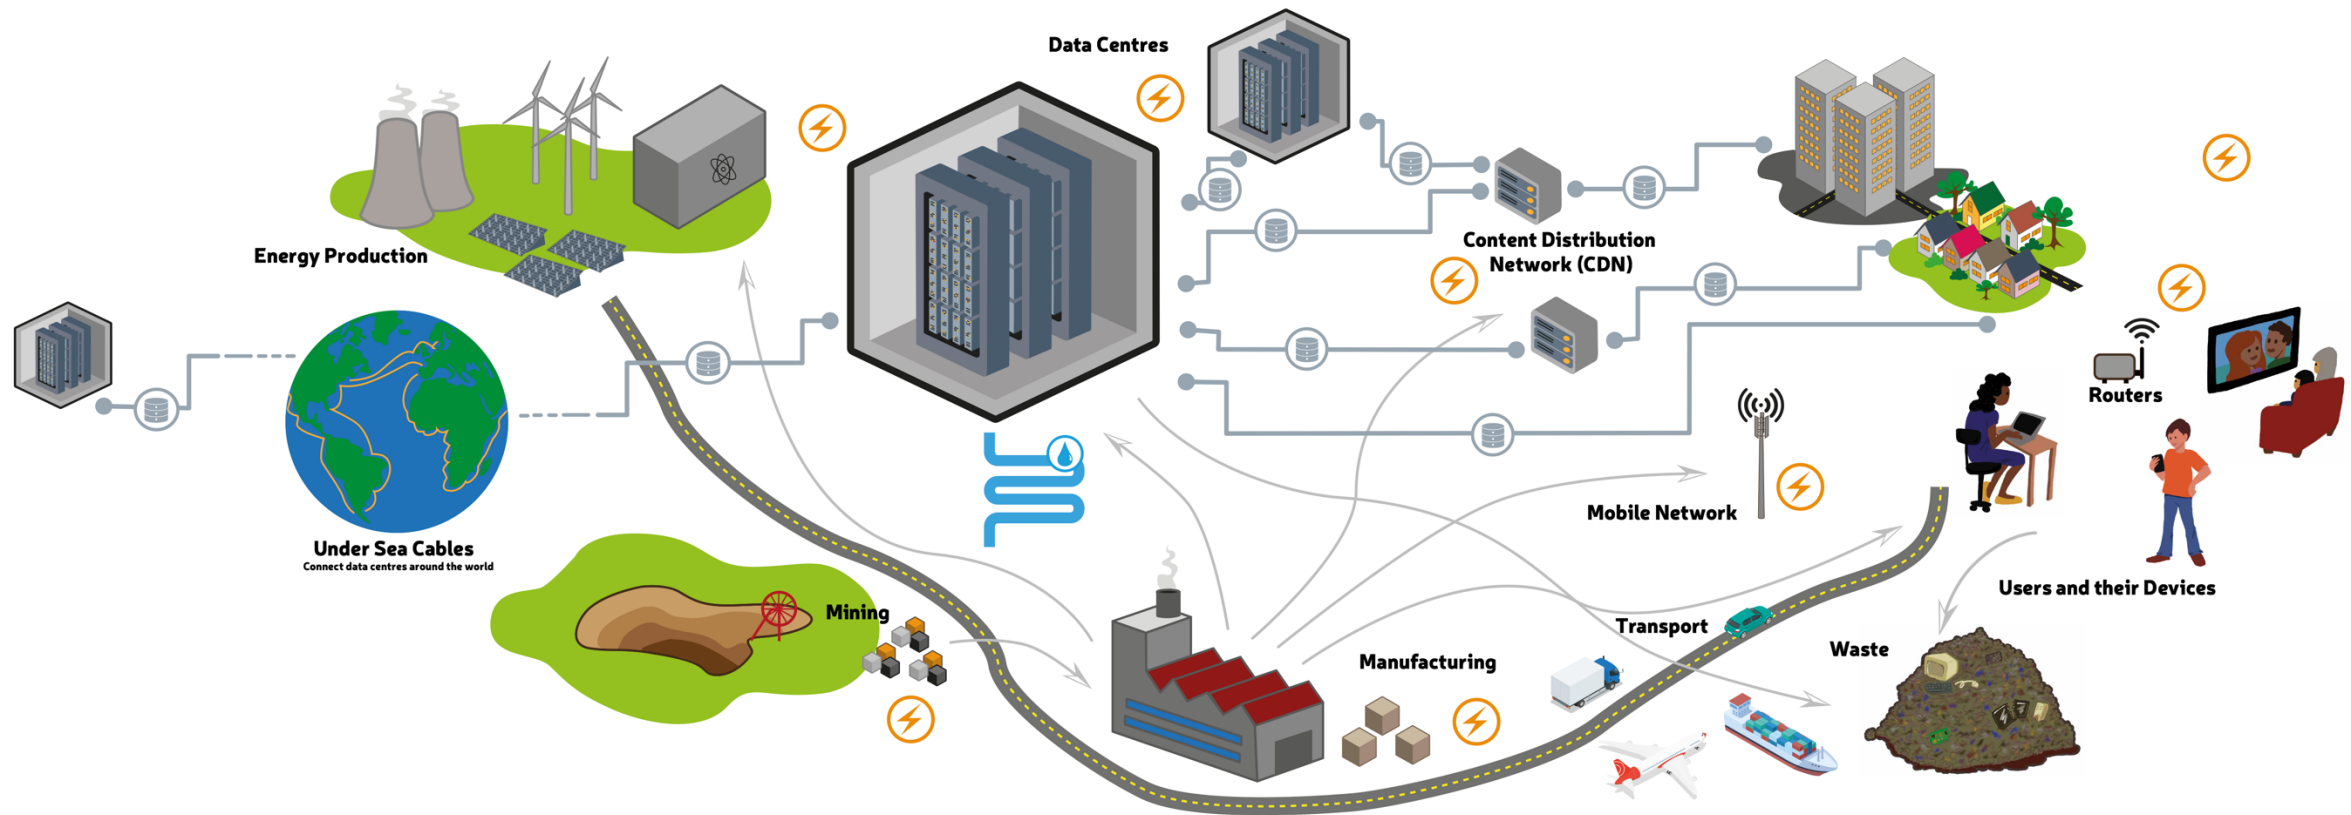 Data Centres
Energy Production
Content Distribution
Network (CDN)
Routers
Under Sea Cables
Connect data centres around the world
Mobile Network
Users and their Devices
Mining
Transport
Waste
Manufacturing